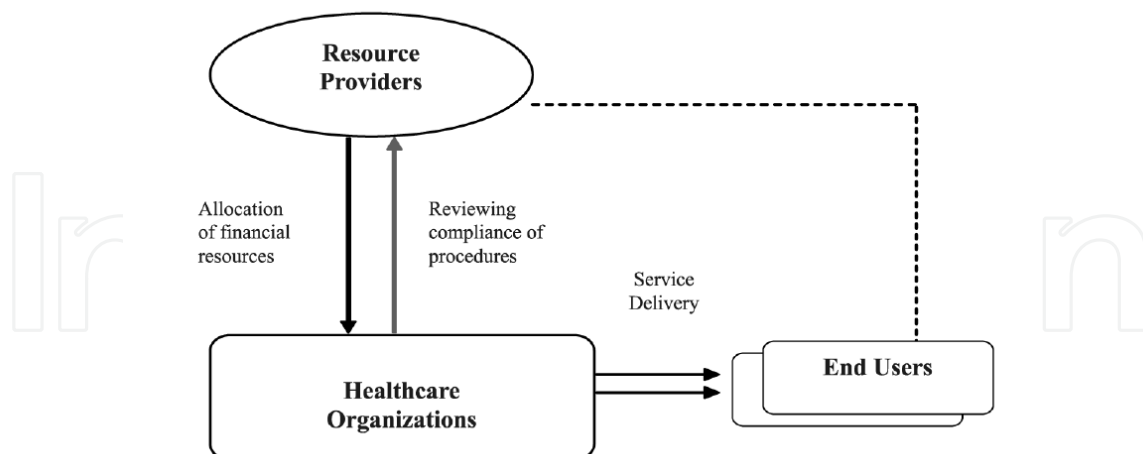 Resource
Providers
Allocation
of financial
resources
Reviewing
compliance of
procedures
Service
Delivery
End Users
Healthcare
Organizations